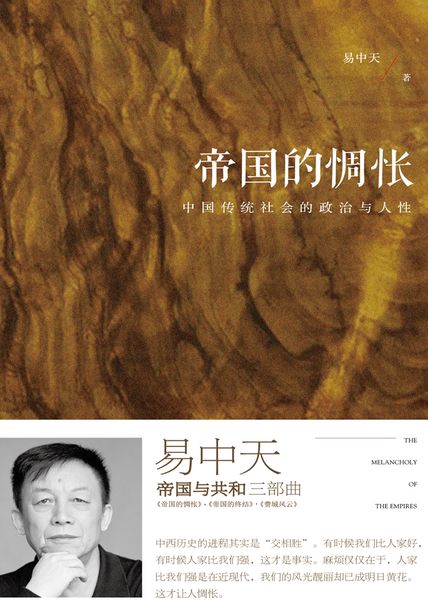 易中天
著
帝国的惆怅
中国传统社会的政治与人性
易中天
帝国与共和三部曲
《帝国的惆怅》·《帝国的终结》·《费城风云》
THE
MELANCHOLY
OF
THE EMPIRES
中西历史的进程其实是“交相胜”。有时候我们比人家好，
有时候人家比我们强，这才是事实。麻烦仅仅在于，人家
比我们强是在近现代，我们的风光靓丽却已成明日黄花。
这才让人惆怅。